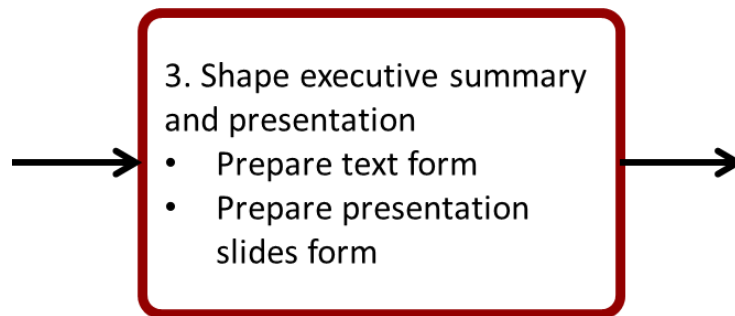 3. Shape executive summary
and presentation
• Prepare text form
• Prepare presentation
slides form